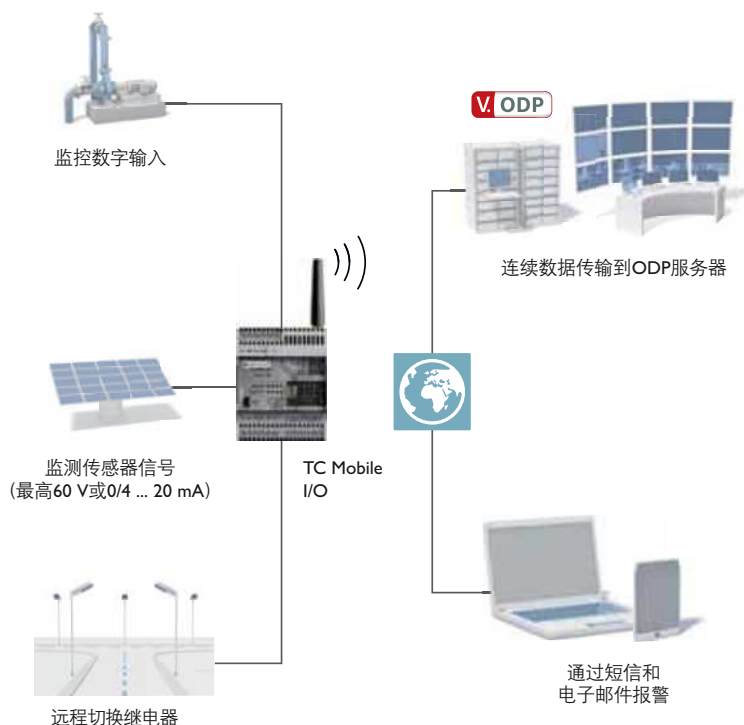 监控数字输入
V. ODP
连续数据传输到ODP服务器
监测传感器信号
（最高60 V或0/4 ... 20 mA）
TC Mobile
I/O
远程切换继电器
通过短信和
电子邮件报警